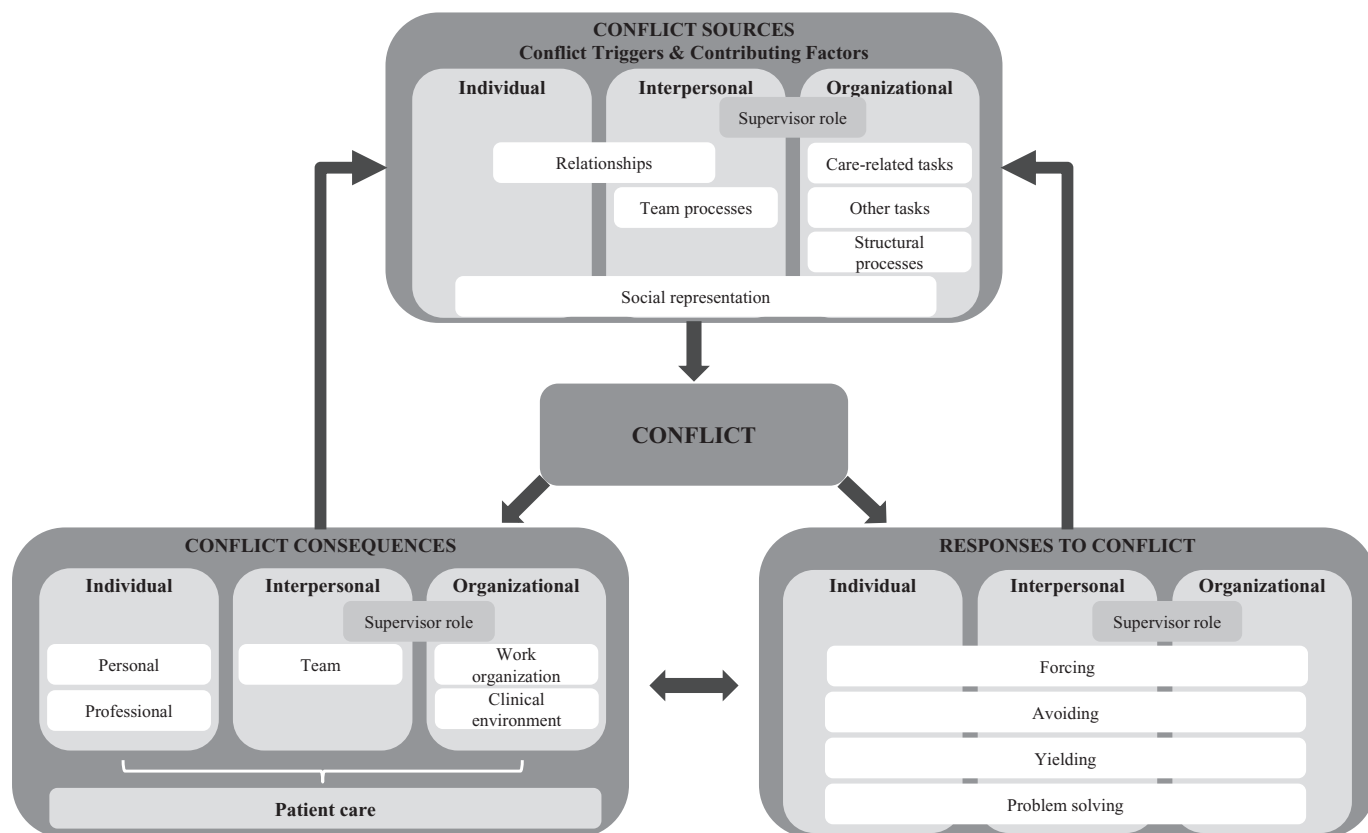 CONFLICT SOURCES
Conflict Triggers & Contributing Factors
Individual
Interpersonal
Organizational
Supervisor role
Relationships
Care-related tasks
Team processes
Other tasks
Structural
processes
Social representation
CONFLICT
CONFLICT CONSEQUENCES
Individual
Interpersonal
Organizational
Supervisor role
Personal
Team
Work
organization
Professional
Clinical
environment
Patient care
RESPONSES TO CONFLICT
Individual
Interpersonal
Organizational
Supervisor role
Forcing
Avoiding
Yielding
Problem solving